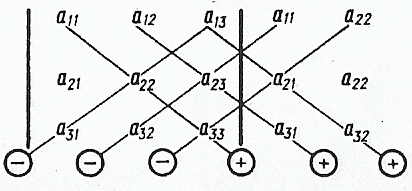 a₁₁ a₁₂ a₁₃ a₁₁ a₂₂
a₂₁ a₂₂ a₂₃ a₂₁ a₂₂
a₃₁ a₃₂ a₃₃ a₃₁ a₃₂
− − − + + +